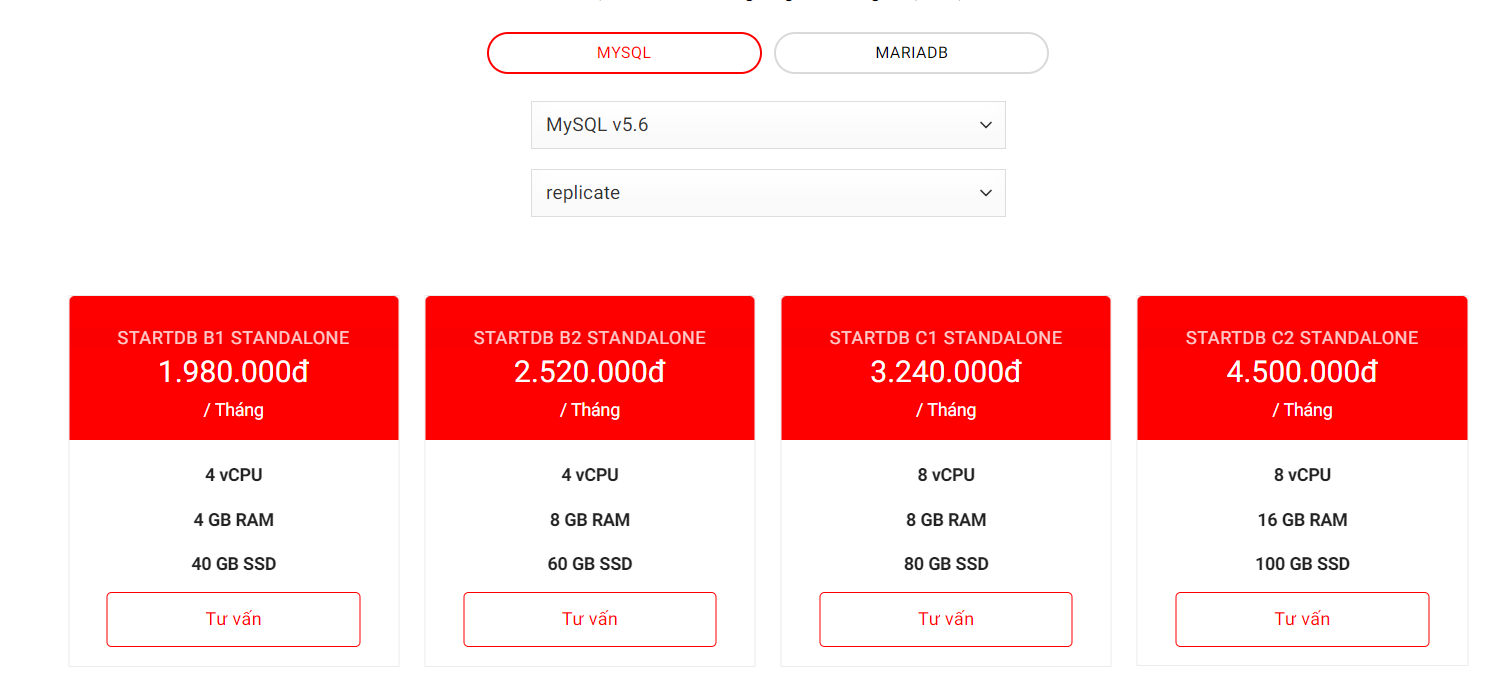 MYSQL
MARIADB
MySQL v5.6
replicate
STARTDB B1 STANDALONE
1.980.000đ
/ Tháng
4 vCPU
4 GB RAM
40 GB SSD
Tư vấn
STARTDB B2 STANDALONE
2.520.000đ
/ Tháng
4 vCPU
8 GB RAM
60 GB SSD
Tư vấn
STARTDB C1 STANDALONE
3.240.000đ
/ Tháng
8 vCPU
8 GB RAM
80 GB SSD
Tư vấn
STARTDB C2 STANDALONE
4.500.000đ
/ Tháng
8 vCPU
16 GB RAM
100 GB SSD
Tư vấn